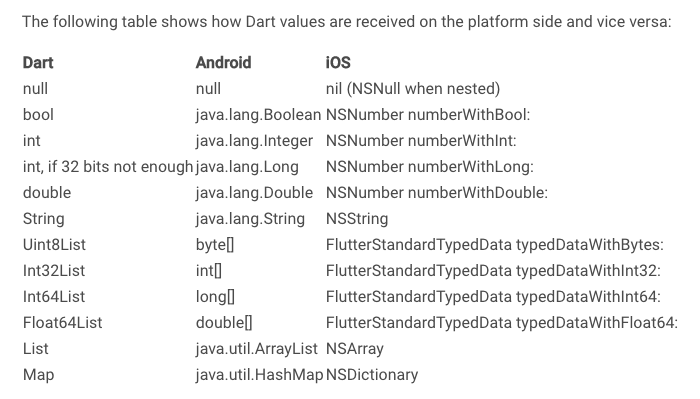 The following table shows how Dart values are received on the platform side and vice versa:
Dart Android iOS
null null nil (NSNull when nested)
bool java.lang.Boolean NSNumber numberWithBool:
int java.lang.Integer NSNumber numberWithInt:
int, if 32 bits not enough java.lang.Long NSNumber numberWithLong:
double java.lang.Double NSNumber numberWithDouble:
String java.lang.String NSString
Uint8List byte[] FlutterStandardTypedData typedDataWithBytes:
Int32List int[] FlutterStandardTypedData typedDataWithInt32:
Int64List long[] FlutterStandardTypedData typedDataWithInt64:
Float64List double[] FlutterStandardTypedData typedDataWithFloat64:
List java.util.ArrayList NSArray
Map java.util.HashMap NSDictionary